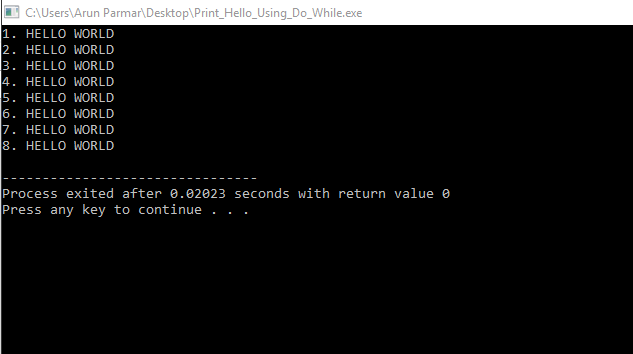 C:\Users\Arun Parmar\Desktop\Print_Hello_Using_Do_While.exe
1. HELLO WORLD
2. HELLO WORLD
3. HELLO WORLD
4. HELLO WORLD
5. HELLO WORLD
6. HELLO WORLD
7. HELLO WORLD
8. HELLO WORLD
--------------------------------
Process exited after 0.02023 seconds with return value 0
Press any key to continue . . .